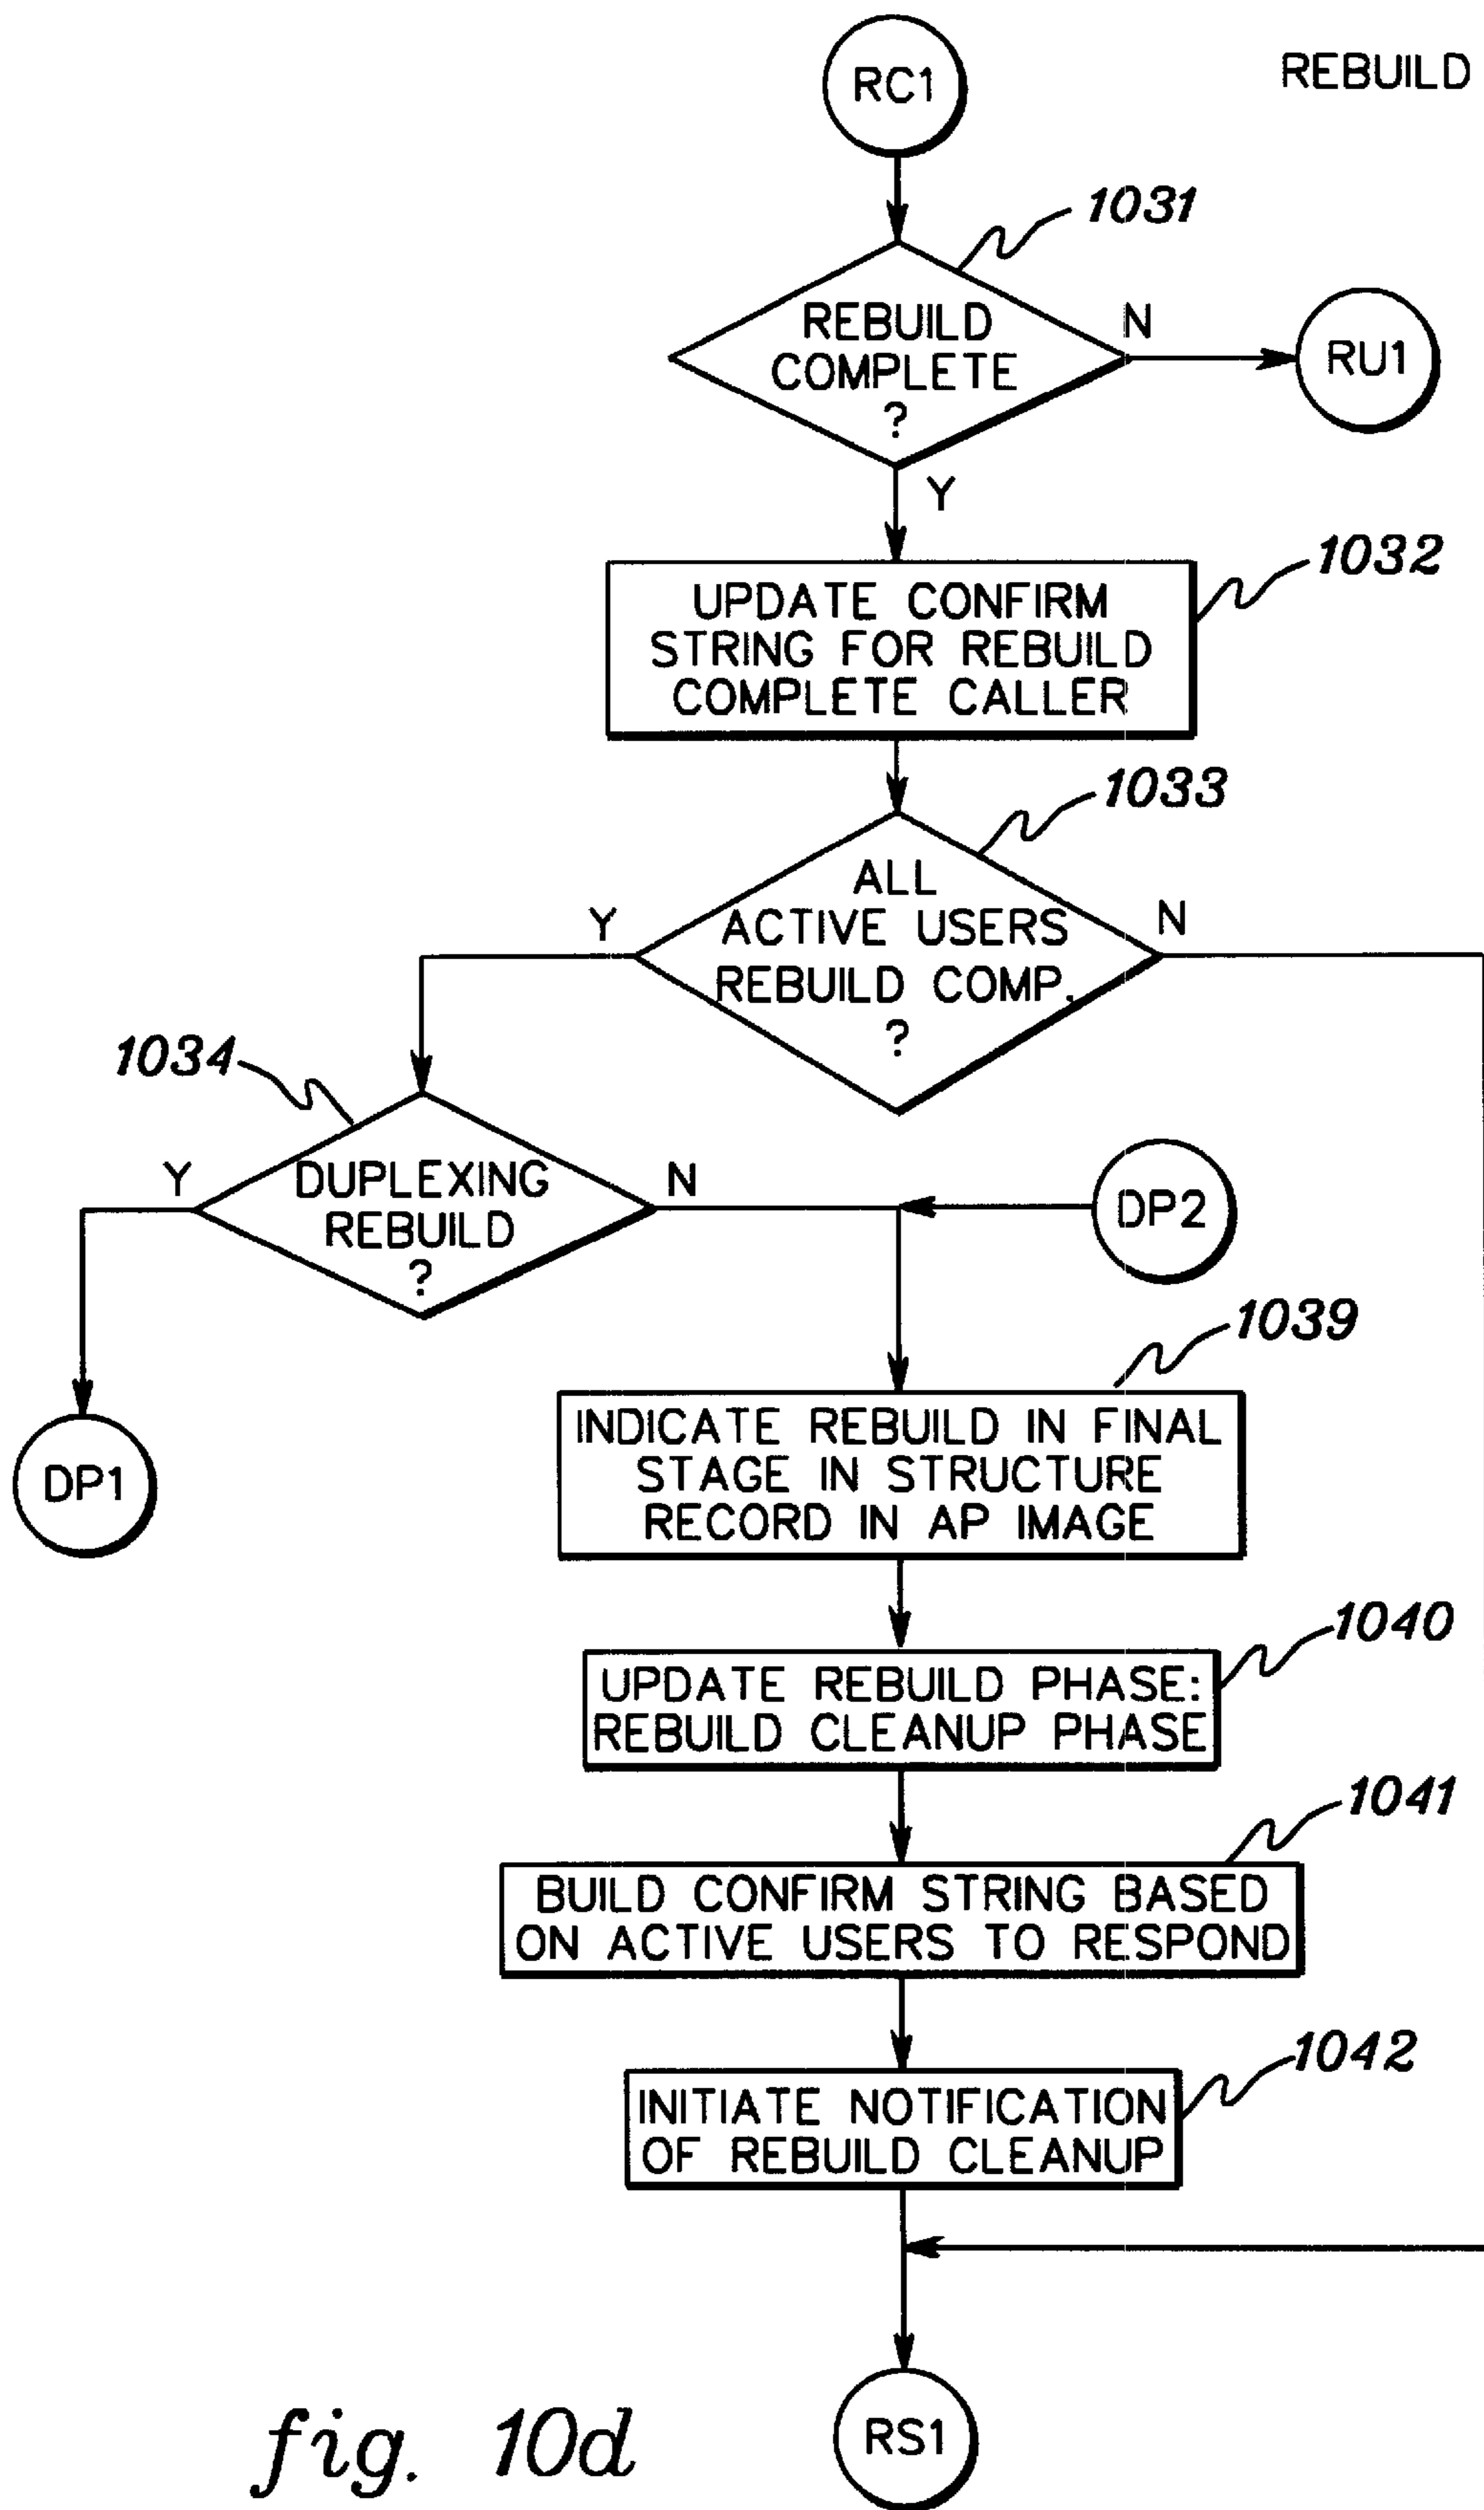 RC1
REBUILD
1031
REBUILD
COMPLETE
?
N
RU1
Y
1032
UPDATE CONFIRM
STRING FOR REBUILD
COMPLETE CALLER
1033
ALL
ACTIVE USERS
REBUILD COMP.
?
Y
N
1034
DUPLEXING
REBUILD
?
Y
N
DP2
DP1
1039
INDICATE REBUILD IN FINAL
STAGE IN STRUCTURE
RECORD IN AP IMAGE
1040
UPDATE REBUILD PHASE:
REBUILD CLEANUP PHASE
1041
BUILD CONFIRM STRING BASED
ON ACTIVE USERS TO RESPOND
1042
INITIATE NOTIFICATION
OF REBUILD CLEANUP
RS1
fig. 10d